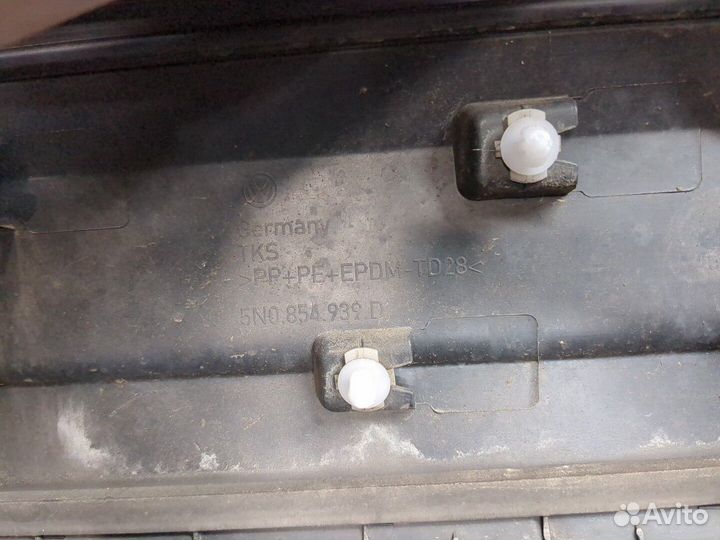 Germany
TKS
>PP+PE+EPDM-TD28<
5N0.854.939.D
Avito